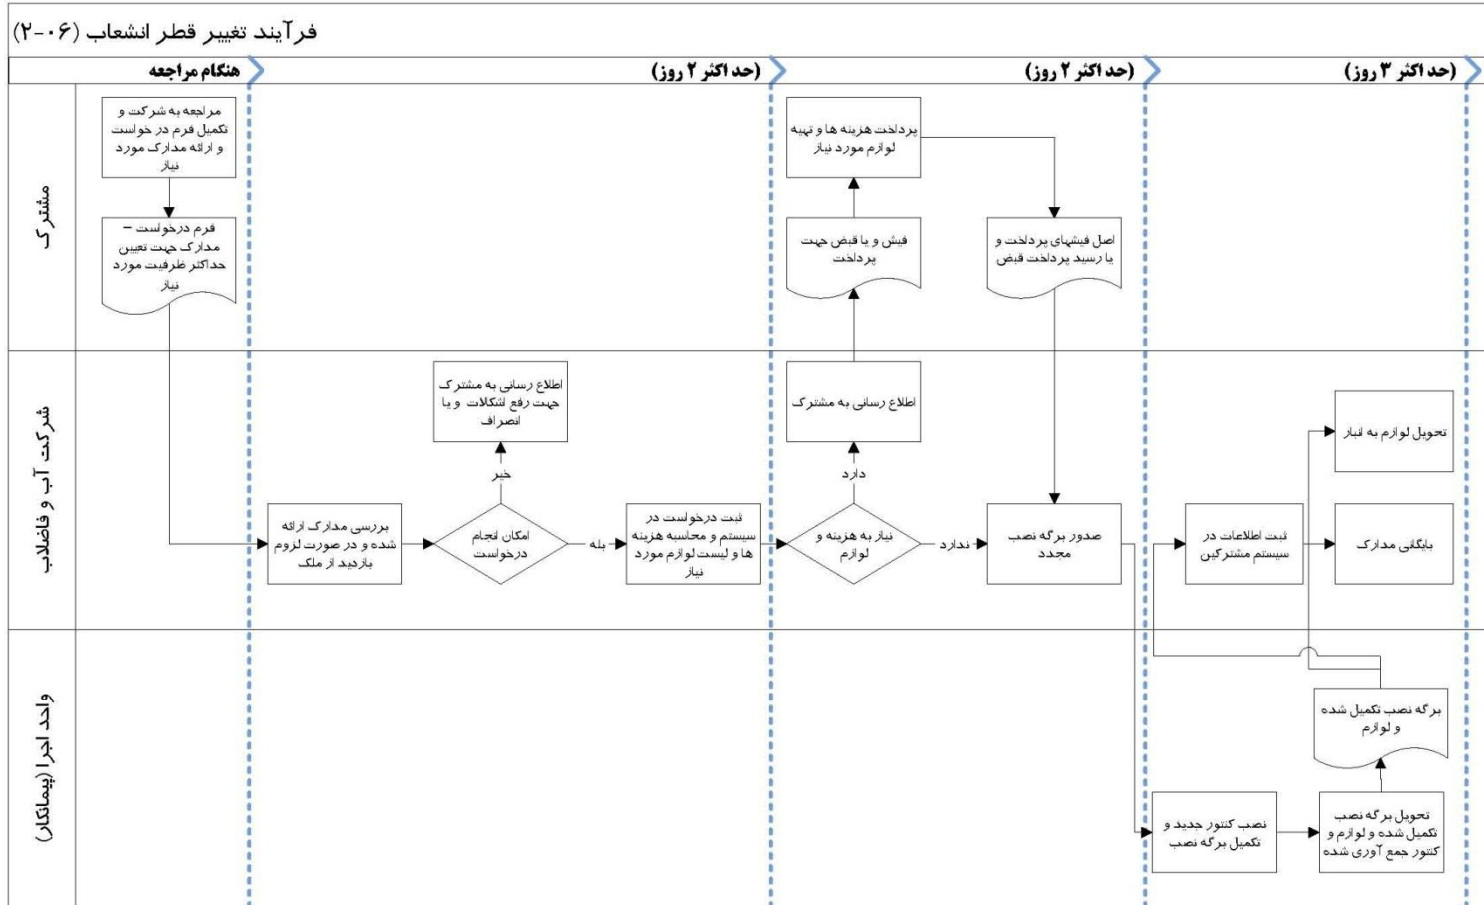 فرآیند تغییر قطر انشعاب (۰۶-۲)
هنگام مراجعه
(حداکثر ۲ روز)
(حداکثر ۲ روز)
(حداکثر ۳ روز)
مشترک
مراجعه به شرکت و
تکمیل فرم در خواست
و ارائه مدارک مورد
نیاز
فرم درخواست –
مدارک جهت تعیین
حداکثر ظرفیت مورد
نیاز
پرداخت هزینه ها و تهیه
لوازم مورد نیاز
فیش و یا قبض جهت
پرداخت
اصل فیشهای پرداخت و
یا رسید پرداخت قبض
شرکت آب و فاضلاب
بررسی مدارک ارائه
شده و در صورت لزوم
بازدید از ملک
امکان انجام
درخواست
خیر
اطلاع رسانی به مشترک
جهت رفع اشکالات و یا
انصراف
بله
ثبت درخواست در
سیستم و محاسبه هزینه
ها و لیست لوازم مورد
نیاز
نیاز به هزینه و
لوازم
دارد
اطلاع رسانی به مشترک
ندارد
صدور برگه نصب
مجدد
ثبت اطلاعات در
سیستم مشترکین
تحویل لوازم به انبار
بایگانی مدارک
واحد اجرا (پیمانکار)
نصب کنتور جدید و
تکمیل برگه نصب
تحویل برگه نصب
تکمیل شده و لوازم و
کنتور جمع آوری شده
برگه نصب تکمیل شده
و لوازم